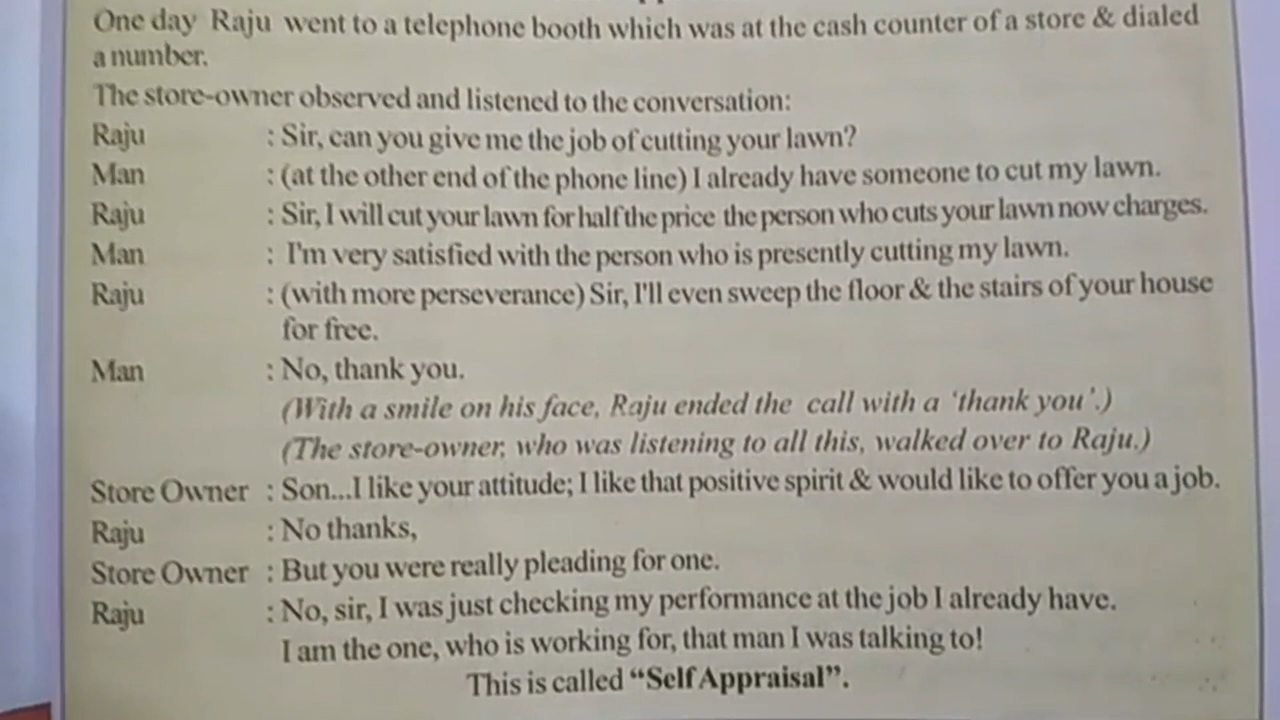 One day Raju went to a telephone booth which was at the cash counter of a store & dialed
a number.
The store-owner observed and listened to the conversation:
Raju : Sir, can you give me the job of cutting your lawn?
Man : (at the other end of the phone line) I already have someone to cut my lawn.
Raju : Sir, I will cut your lawn for half the price the person who cuts your lawn now charges.
Man : I'm very satisfied with the person who is presently cutting my lawn.
Raju : (with more perseverance) Sir, I'll even sweep the floor & the stairs of your house
for free.
Man : No, thank you.
(With a smile on his face, Raju ended the call with a 'thank you'.)
(The store-owner, who was listening to all this, walked over to Raju.)
Store Owner : Son...I like your attitude; I like that positive spirit & would like to offer you a job.
Raju : No thanks,
Store Owner : But you were really pleading for one.
Raju : No, sir, I was just checking my performance at the job I already have.
I am the one, who is working for, that man I was talking to!
This is called "Self Appraisal".